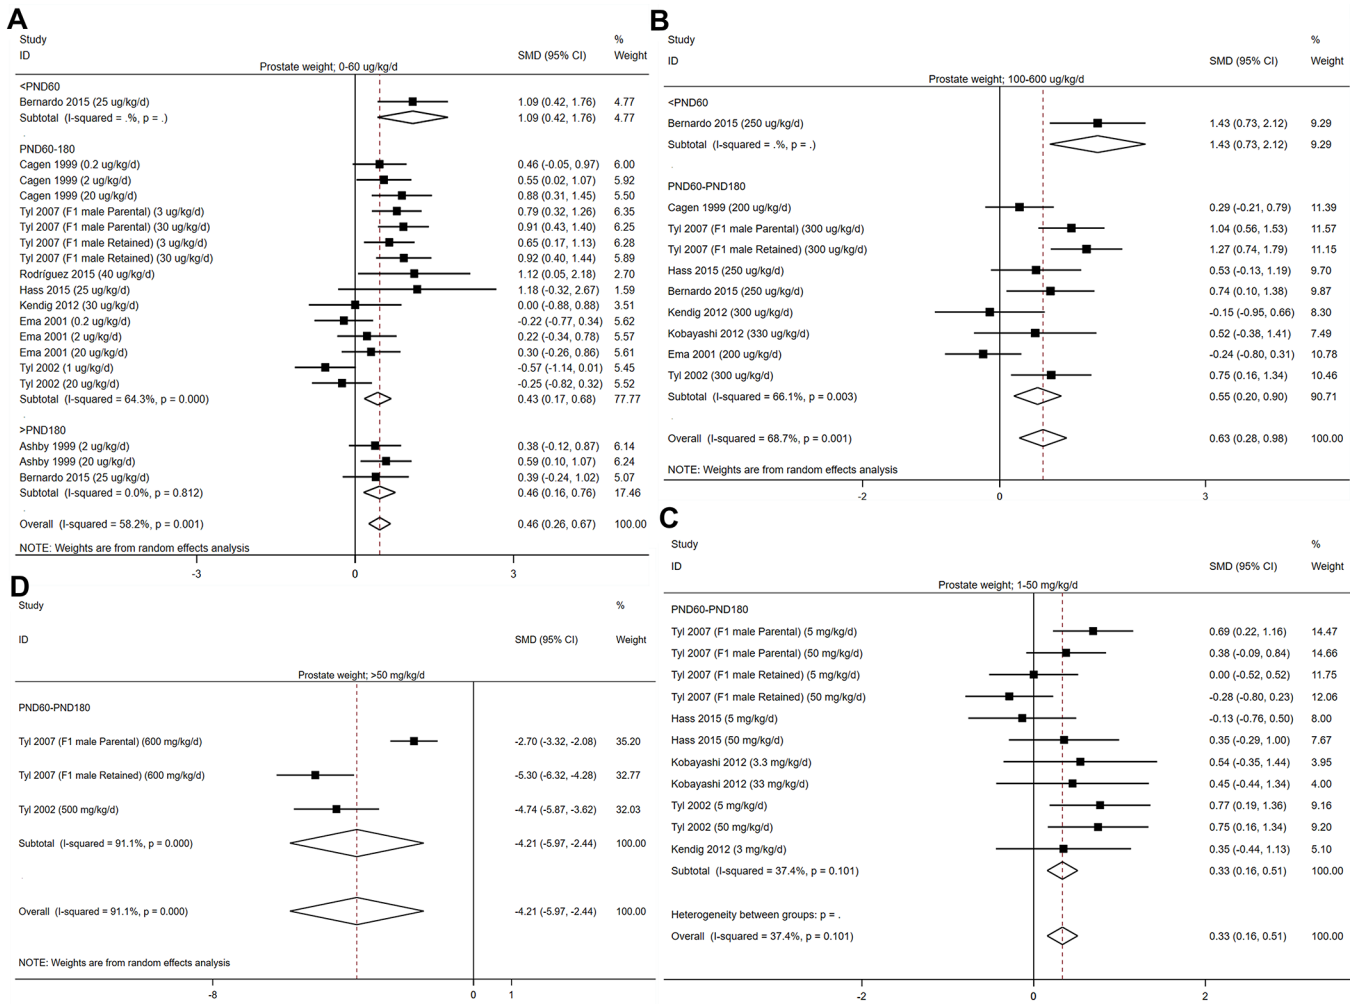 A
Study %
ID SMD (95% CI) Weight
Prostate weight; 0-60 ug/kg/d
<PND60
Bernardo 2015 (25 ug/kg/d) 1.09 (0.42, 1.76) 4.77
Subtotal (I-squared = .%, p = .) 1.09 (0.42, 1.76) 4.77
.
PND60-180
Cagen 1999 (0.2 ug/kg/d) 0.46 (-0.05, 0.97) 6.00
Cagen 1999 (2 ug/kg/d) 0.55 (0.02, 1.07) 5.92
Cagen 1999 (20 ug/kg/d) 0.88 (0.31, 1.45) 5.50
Tyl 2007 (F1 male Parental) (3 ug/kg/d) 0.79 (0.32, 1.26) 6.35
Tyl 2007 (F1 male Parental) (30 ug/kg/d) 0.91 (0.43, 1.40) 6.25
Tyl 2007 (F1 male Retained) (3 ug/kg/d) 0.65 (0.17, 1.13) 6.28
Tyl 2007 (F1 male Retained) (30 ug/kg/d) 0.92 (0.40, 1.44) 5.89
Rodríguez 2015 (40 ug/kg/d) 1.12 (0.05, 2.18) 2.70
Hass 2015 (25 ug/kg/d) 1.18 (-0.32, 2.67) 1.59
Kendig 2012 (30 ug/kg/d) 0.00 (-0.88, 0.88) 3.51
Ema 2001 (0.2 ug/kg/d) -0.22 (-0.77, 0.34) 5.62
Ema 2001 (2 ug/kg/d) 0.22 (-0.34, 0.78) 5.57
Ema 2001 (20 ug/kg/d) 0.30 (-0.26, 0.86) 5.61
Tyl 2002 (1 ug/kg/d) -0.57 (-1.14, 0.01) 5.45
Tyl 2002 (20 ug/kg/d) -0.25 (-0.82, 0.32) 5.52
Subtotal (I-squared = 64.3%, p = 0.000) 0.43 (0.17, 0.68) 77.77
.
>PND180
Ashby 1999 (2 ug/kg/d) 0.38 (-0.12, 0.87) 6.14
Ashby 1999 (20 ug/kg/d) 0.59 (0.10, 1.07) 6.24
Bernardo 2015 (25 ug/kg/d) 0.39 (-0.24, 1.02) 5.07
Subtotal (I-squared = 0.0%, p = 0.812) 0.46 (0.16, 0.76) 17.46
.
Overall (I-squared = 58.2%, p = 0.001) 0.46 (0.26, 0.67) 100.00
NOTE: Weights are from random effects analysis
-3 0 3
B
Study %
ID SMD (95% CI) Weight
Prostate weight; 100-600 ug/kg/d
<PND60
Bernardo 2015 (250 ug/kg/d) 1.43 (0.73, 2.12) 9.29
Subtotal (I-squared = .%, p = .) 1.43 (0.73, 2.12) 9.29
.
PND60-PND180
Cagen 1999 (200 ug/kg/d) 0.29 (-0.21, 0.79) 11.39
Tyl 2007 (F1 male Parental) (300 ug/kg/d) 1.04 (0.56, 1.53) 11.57
Tyl 2007 (F1 male Retained) (300 ug/kg/d) 1.27 (0.74, 1.79) 11.15
Hass 2015 (250 ug/kg/d) 0.53 (-0.13, 1.19) 9.70
Bernardo 2015 (250 ug/kg/d) 0.74 (0.10, 1.38) 9.87
Kendig 2012 (300 ug/kg/d) -0.15 (-0.95, 0.66) 8.30
Kobayashi 2012 (330 ug/kg/d) 0.52 (-0.38, 1.41) 7.49
Ema 2001 (200 ug/kg/d) -0.24 (-0.80, 0.31) 10.78
Tyl 2002 (300 ug/kg/d) 0.75 (0.16, 1.34) 10.46
Subtotal (I-squared = 66.1%, p = 0.003) 0.55 (0.20, 0.90) 90.71
.
Overall (I-squared = 68.7%, p = 0.001) 0.63 (0.28, 0.98) 100.00
NOTE: Weights are from random effects analysis
-2 0 3
C
Study %
ID SMD (95% CI) Weight
Prostate weight; 1-50 mg/kg/d
PND60-PND180
Tyl 2007 (F1 male Parental) (5 mg/kg/d) 0.69 (0.22, 1.16) 14.47
Tyl 2007 (F1 male Parental) (50 mg/kg/d) 0.38 (-0.09, 0.84) 14.66
Tyl 2007 (F1 male Retained) (5 mg/kg/d) 0.00 (-0.52, 0.52) 11.75
Tyl 2007 (F1 male Retained) (50 mg/kg/d) -0.28 (-0.80, 0.23) 12.06
Hass 2015 (5 mg/kg/d) -0.13 (-0.76, 0.50) 8.00
Hass 2015 (50 mg/kg/d) 0.35 (-0.29, 1.00) 7.67
Kobayashi 2012 (3.3 mg/kg/d) 0.54 (-0.35, 1.44) 3.95
Kobayashi 2012 (33 mg/kg/d) 0.45 (-0.44, 1.34) 4.00
Tyl 2002 (5 mg/kg/d) 0.77 (0.19, 1.36) 9.16
Tyl 2002 (50 mg/kg/d) 0.75 (0.16, 1.34) 9.20
Kendig 2012 (3 mg/kg/d) 0.35 (-0.44, 1.13) 5.10
Subtotal (I-squared = 37.4%, p = 0.101) 0.33 (0.16, 0.51) 100.00
Heterogeneity between groups: p = .
Overall (I-squared = 37.4%, p = 0.101) 0.33 (0.16, 0.51) 100.00
-2 0 2
D
Study %
ID SMD (95% CI) Weight
Prostate weight; >50 mg/kg/d
PND60-PND180
Tyl 2007 (F1 male Parental) (600 mg/kg/d) -2.70 (-3.32, -2.08) 35.20
Tyl 2007 (F1 male Retained) (600 mg/kg/d) -5.30 (-6.32, -4.28) 32.77
Tyl 2002 (500 mg/kg/d) -4.74 (-5.87, -3.62) 32.03
Subtotal (I-squared = 91.1%, p = 0.000) -4.21 (-5.97, -2.44) 100.00
.
Overall (I-squared = 91.1%, p = 0.000) -4.21 (-5.97, -2.44) 100.00
NOTE: Weights are from random effects analysis
-8 0 1